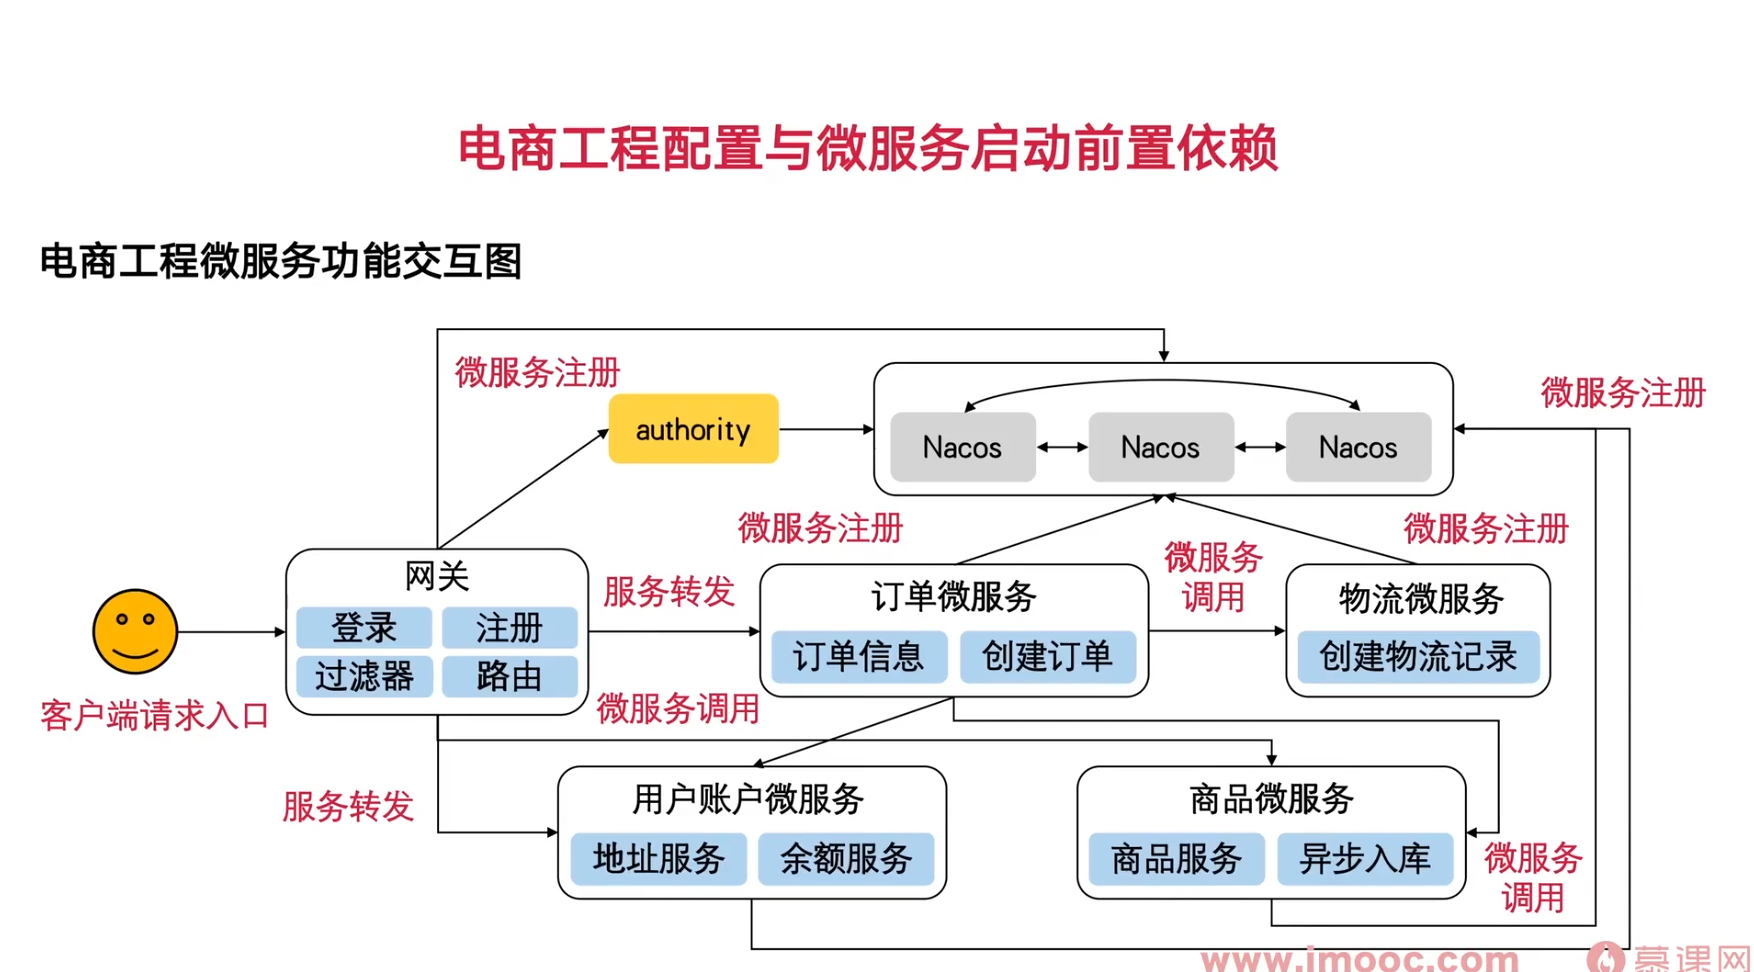 电商工程配置与微服务启动前置依赖
电商工程微服务功能交互图
微服务注册
authority
Nacos
Nacos
Nacos
微服务注册
微服务注册
微服务注册
网关
登录
注册
过滤器
路由
客户端请求入口
服务转发
订单微服务
订单信息
创建订单
微服务
调用
物流微服务
创建物流记录
微服务调用
服务转发
用户账户微服务
地址服务
余额服务
商品微服务
商品服务
异步入库
微服务
调用
www.imooc.com
慕课网